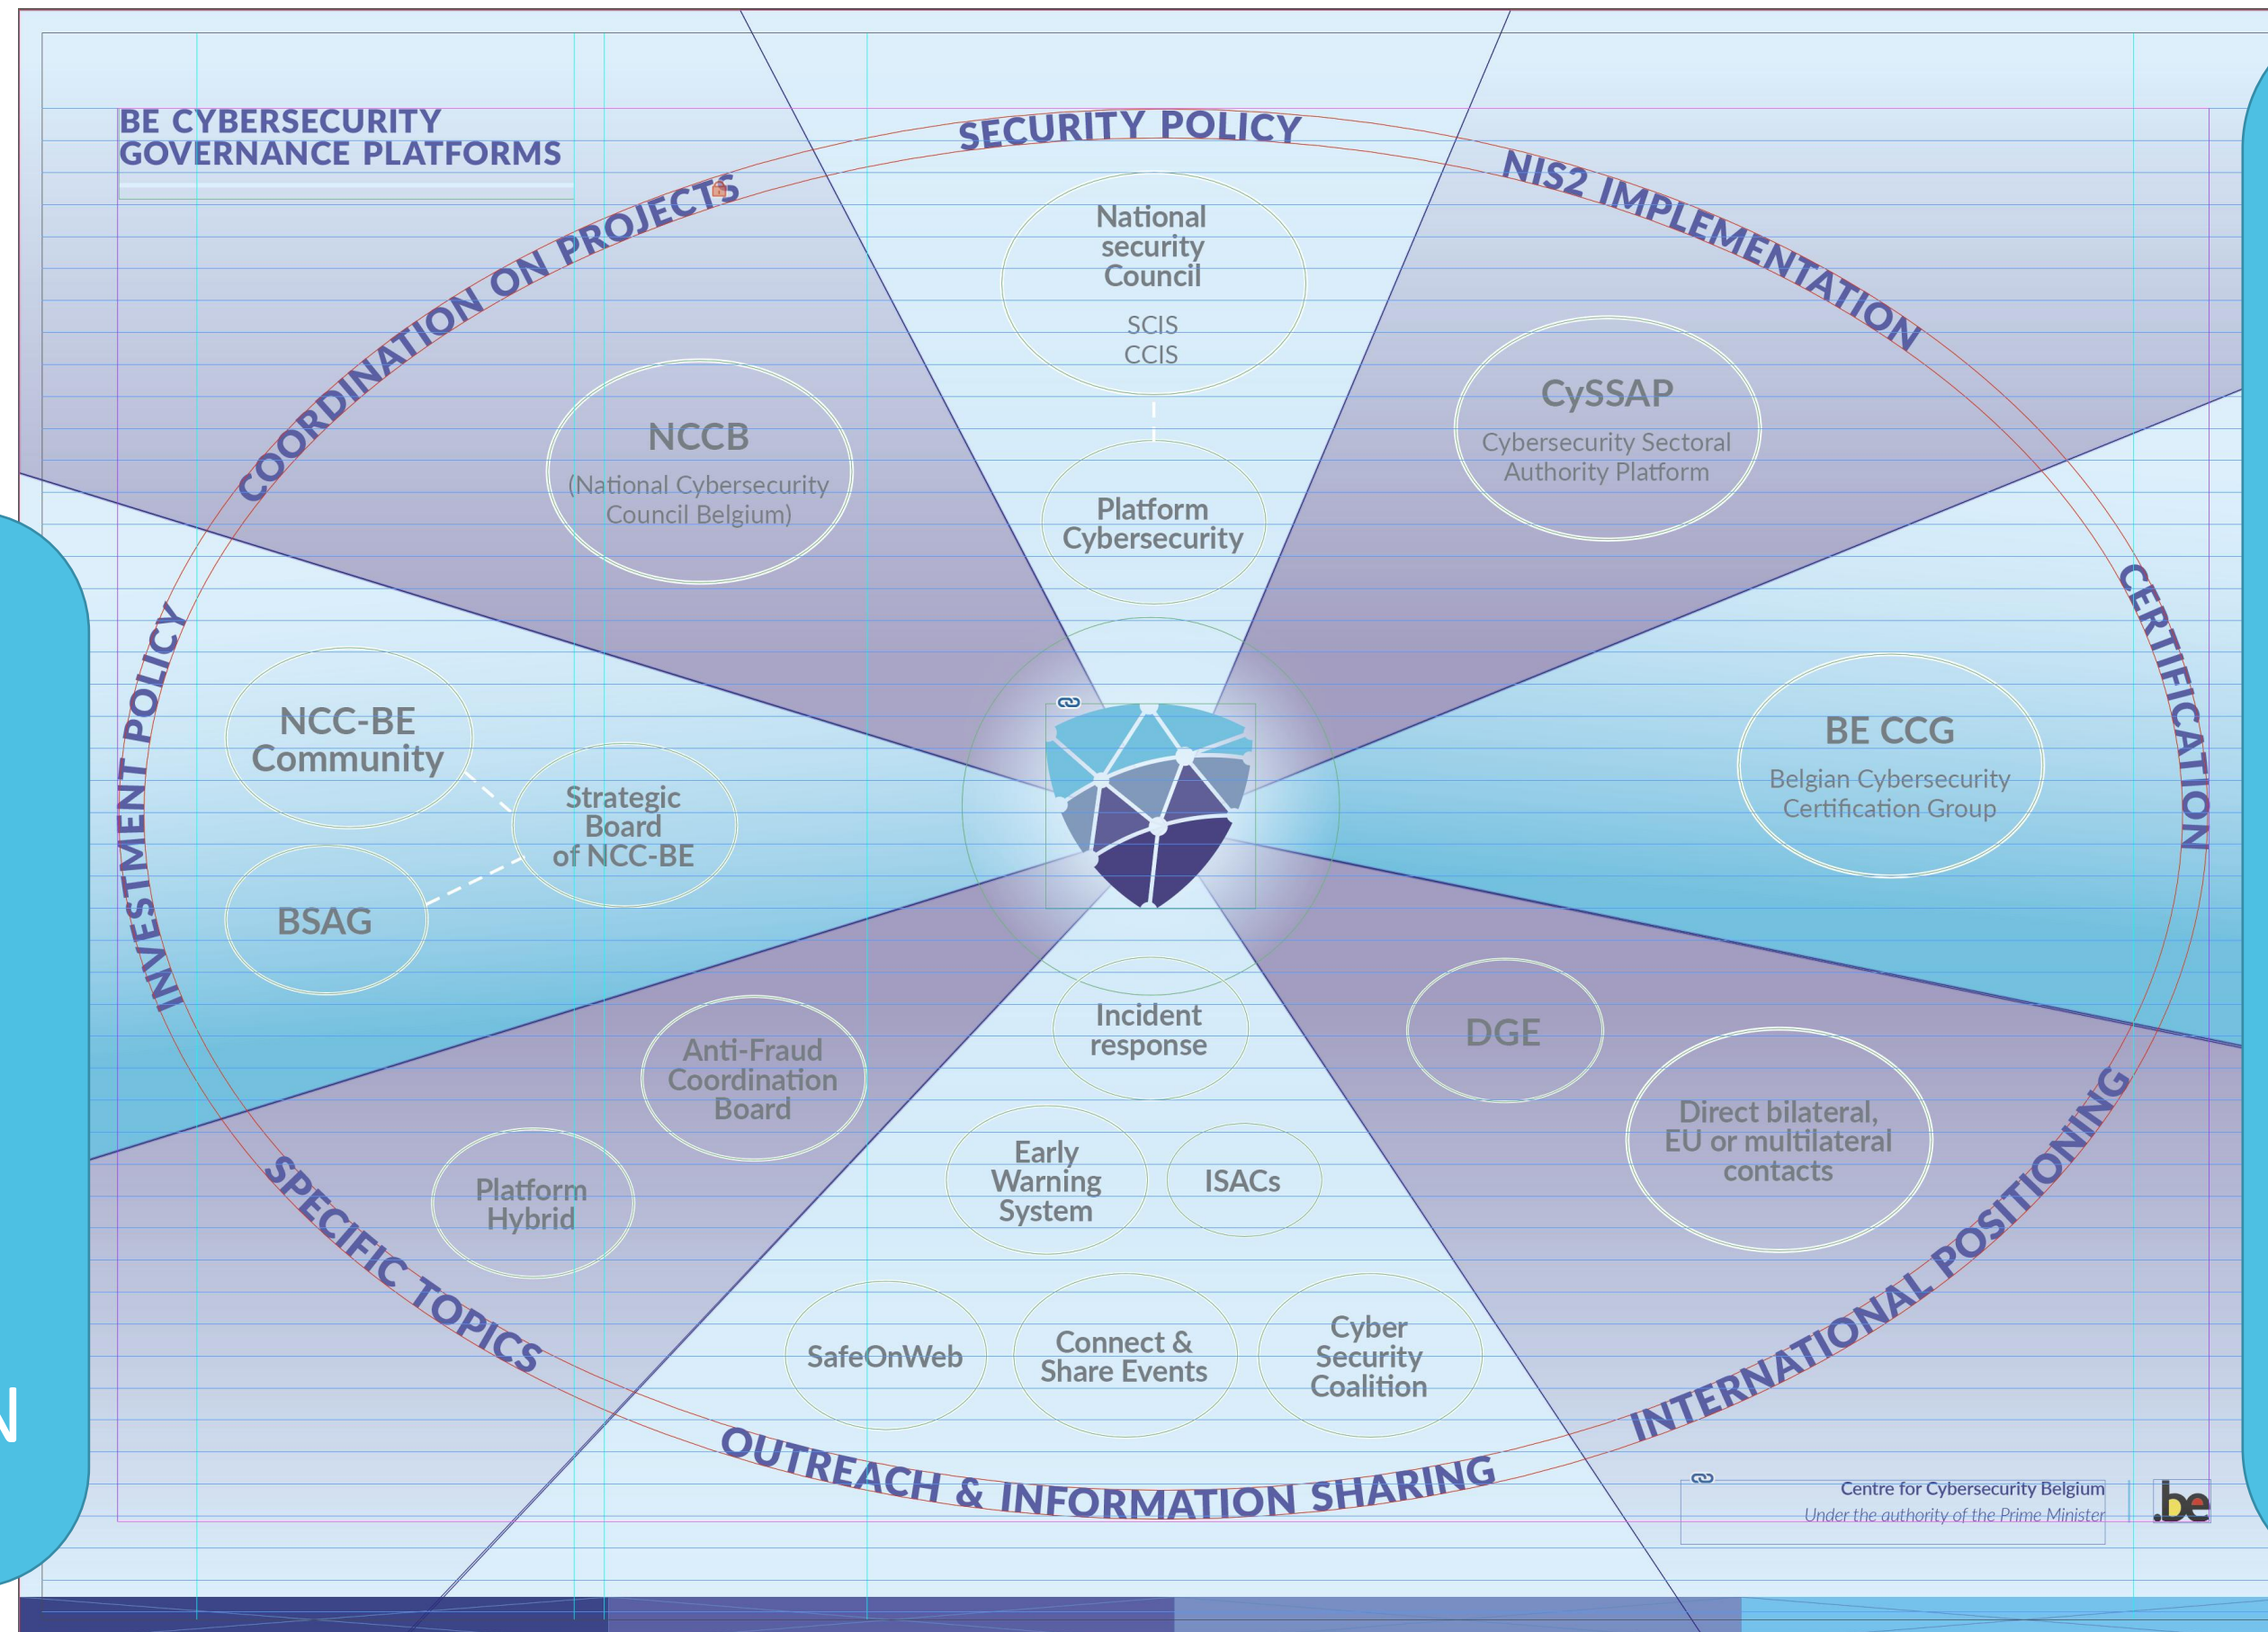 BE CYBERSECURITY
GOVERNANCE PLATFORMS
SECURITY POLICY
National
security
Council
SCIS
CCIS
Platform
Cybersecurity
NIS2 IMPLEMENTATION
CySSAP
Cybersecurity Sectoral
Authority Platform
CERTIFICATION
BE CCG
Belgian Cybersecurity
Certification Group
INTERNATIONAL POSITIONING
DGE
Direct bilateral,
EU or multilateral
contacts
OUTREACH & INFORMATION SHARING
Incident
response
Early
Warning
System
ISACs
SafeOnWeb
Connect &
Share Events
Cyber
Security
Coalition
SPECIFIC TOPICS
Anti-Fraud
Coordination
Board
Platform
Hybrid
INVESTMENT POLICY
NCC-BE
Community
Strategic
Board
of NCC-BE
BSAG
COORDINATION ON PROJECTS
NCCB
(National Cybersecurity
Council Belgium)
N
Centre for Cybersecurity Belgium
Under the authority of the Prime Minister
.be